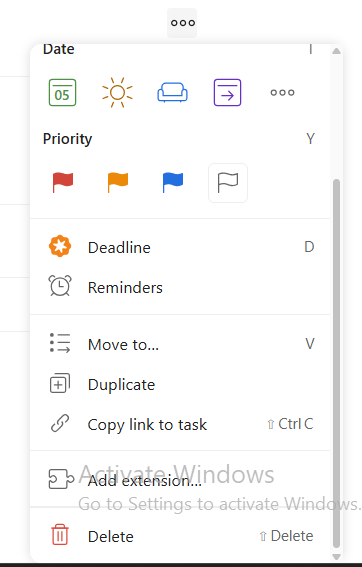 Date T
05
Priority Y
Deadline D
Reminders
Move to... V
Duplicate
Copy link to task ⇧ Ctrl C
Add extension...
Activate Windows
Go to Settings to activate Windows.
Delete ⇧ Delete